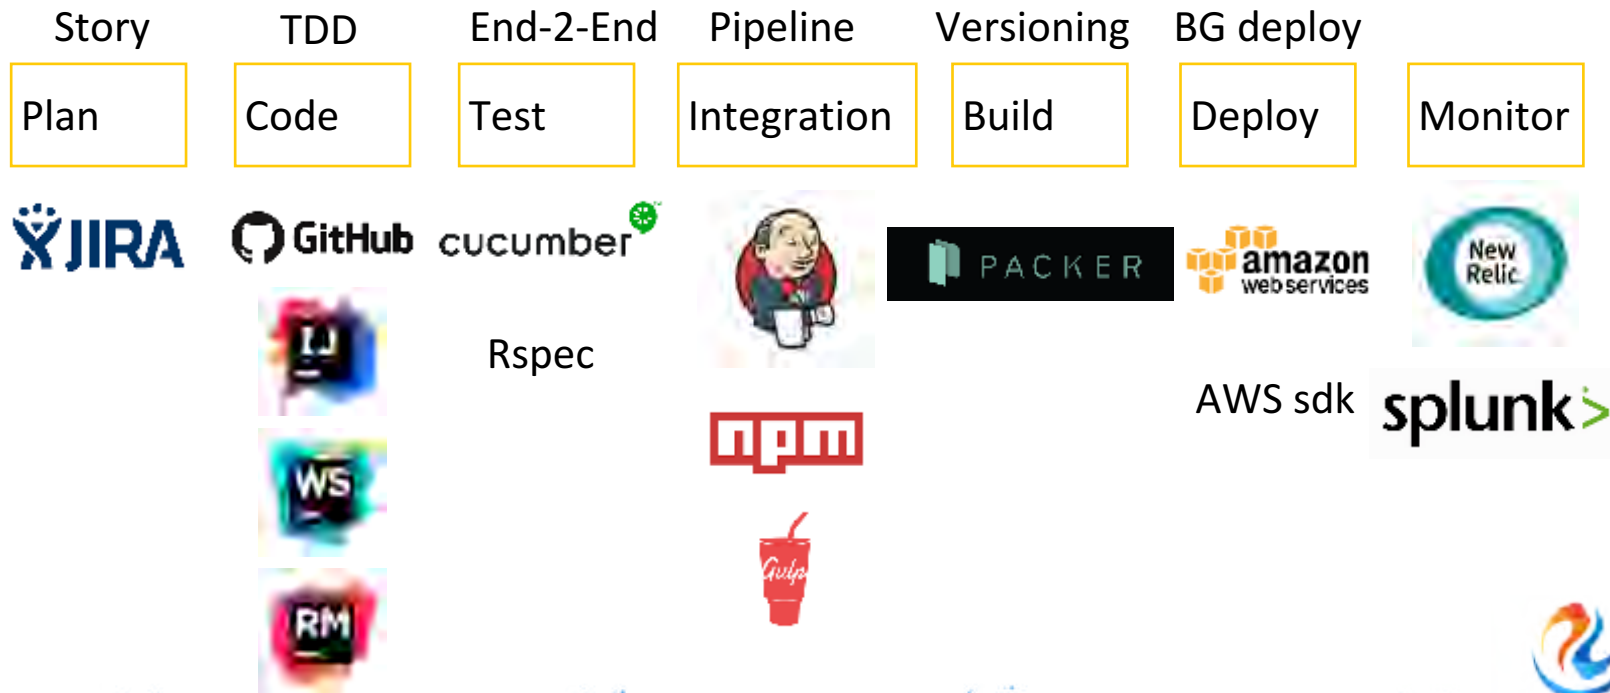 Story
TDD
End-2-End
Pipeline
Versioning
BG deploy
Plan
Code
Test
Integration
Build
Deploy
Monitor
JIRA
GitHub
cucumber
PACKER
amazon
web services
New
Relic.
IJ
Rspec
AWS sdk
splunk>
npm
WS
Gulp
RM